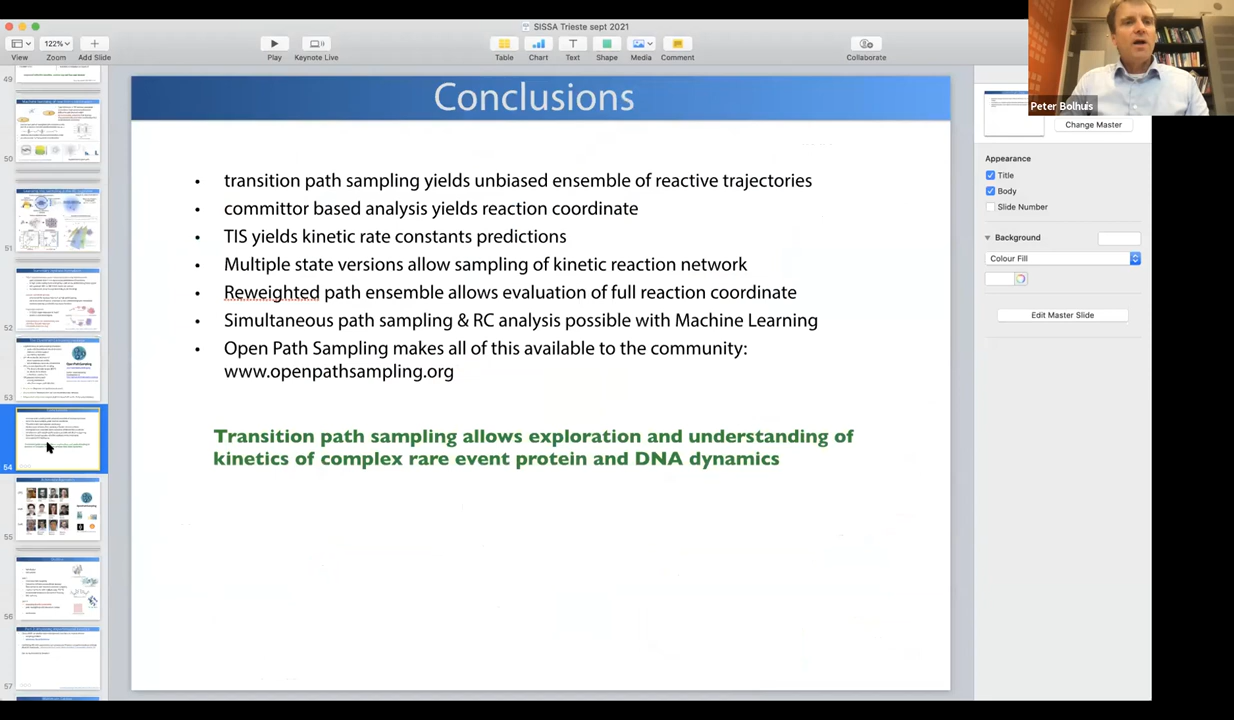 SISSA Trieste sept 2021
122%
View
Zoom
Add Slide
Play
Keynote Live
Table
Chart
Text
Shape
Media
Comment
Collaborate
Peter Bolhuis
Change Master
Appearance
Title
Body
Slide Number
Background
Colour Fill
Edit Master Slide
49
50
51
52
53
54
55
56
57
Conclusions
• transition path sampling yields unbiased ensemble of reactive trajectories
• committor based analysis yields reaction coordinate
• TIS yields kinetic rate constants predictions
• Multiple state versions allow sampling of kinetic reaction network
• Reweighted path ensemble allows evaluation of full reaction coordinate
• Simultaneous path sampling & RC analysis possible with Machine Learning
• Open Path Sampling makes all this available to the community:
www.openpathsampling.org
Transition path sampling allows exploration and understanding of
kinetics of complex rare event protein and DNA dynamics